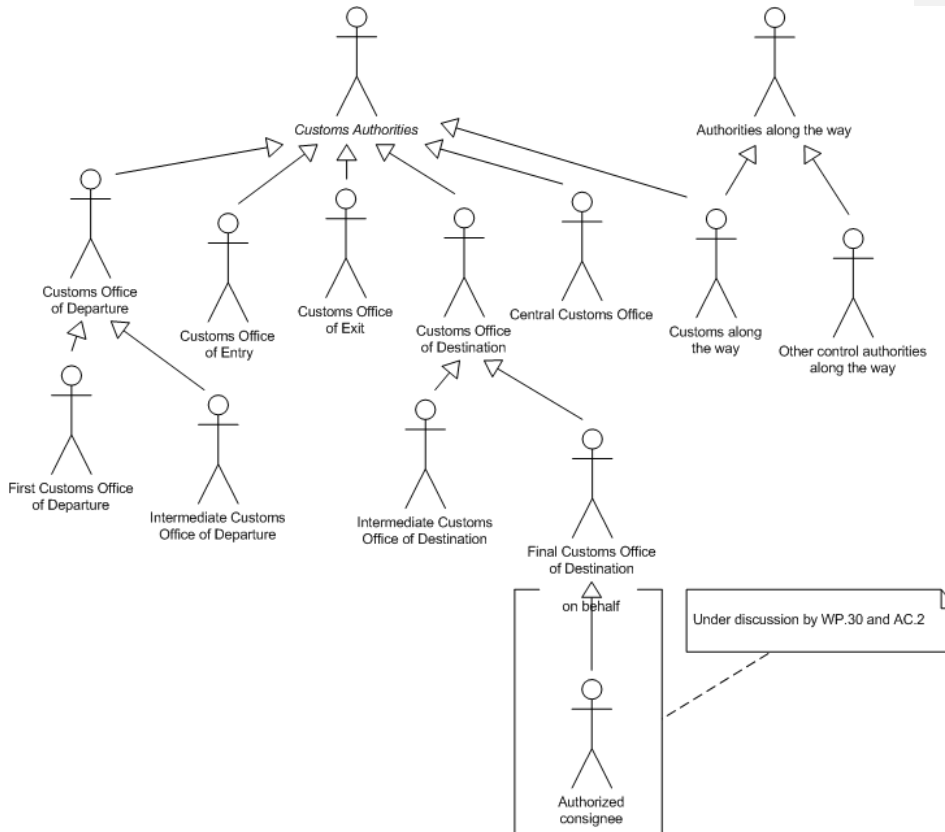 Customs Authorities
Authorities along the way
Customs Office
of Departure
Customs Office
of Entry
Customs Office
of Exit
Customs Office
of Destination
Central Customs Office
Customs along
the way
Other control authorities
along the way
First Customs Office
of Departure
Intermediate Customs
Office of Departure
Intermediate Customs
Office of Destination
Final Customs Office
of Destination
on behalf
Under discussion by WP.30 and AC.2
Authorized
consignee